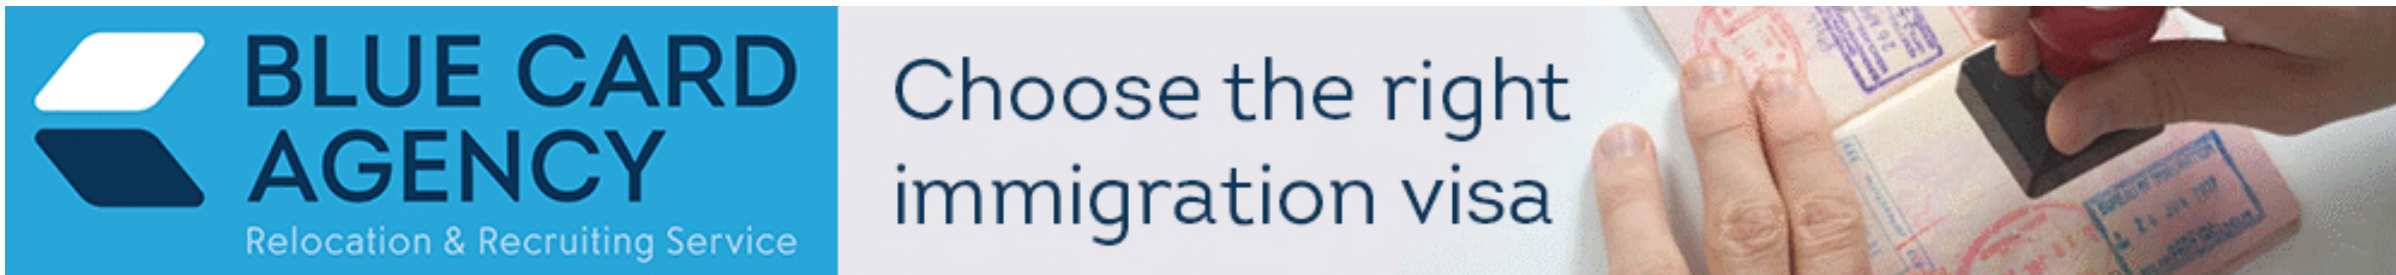 BLUE CARD
AGENCY
Relocation & Recruiting Service
Choose the right
immigration visa